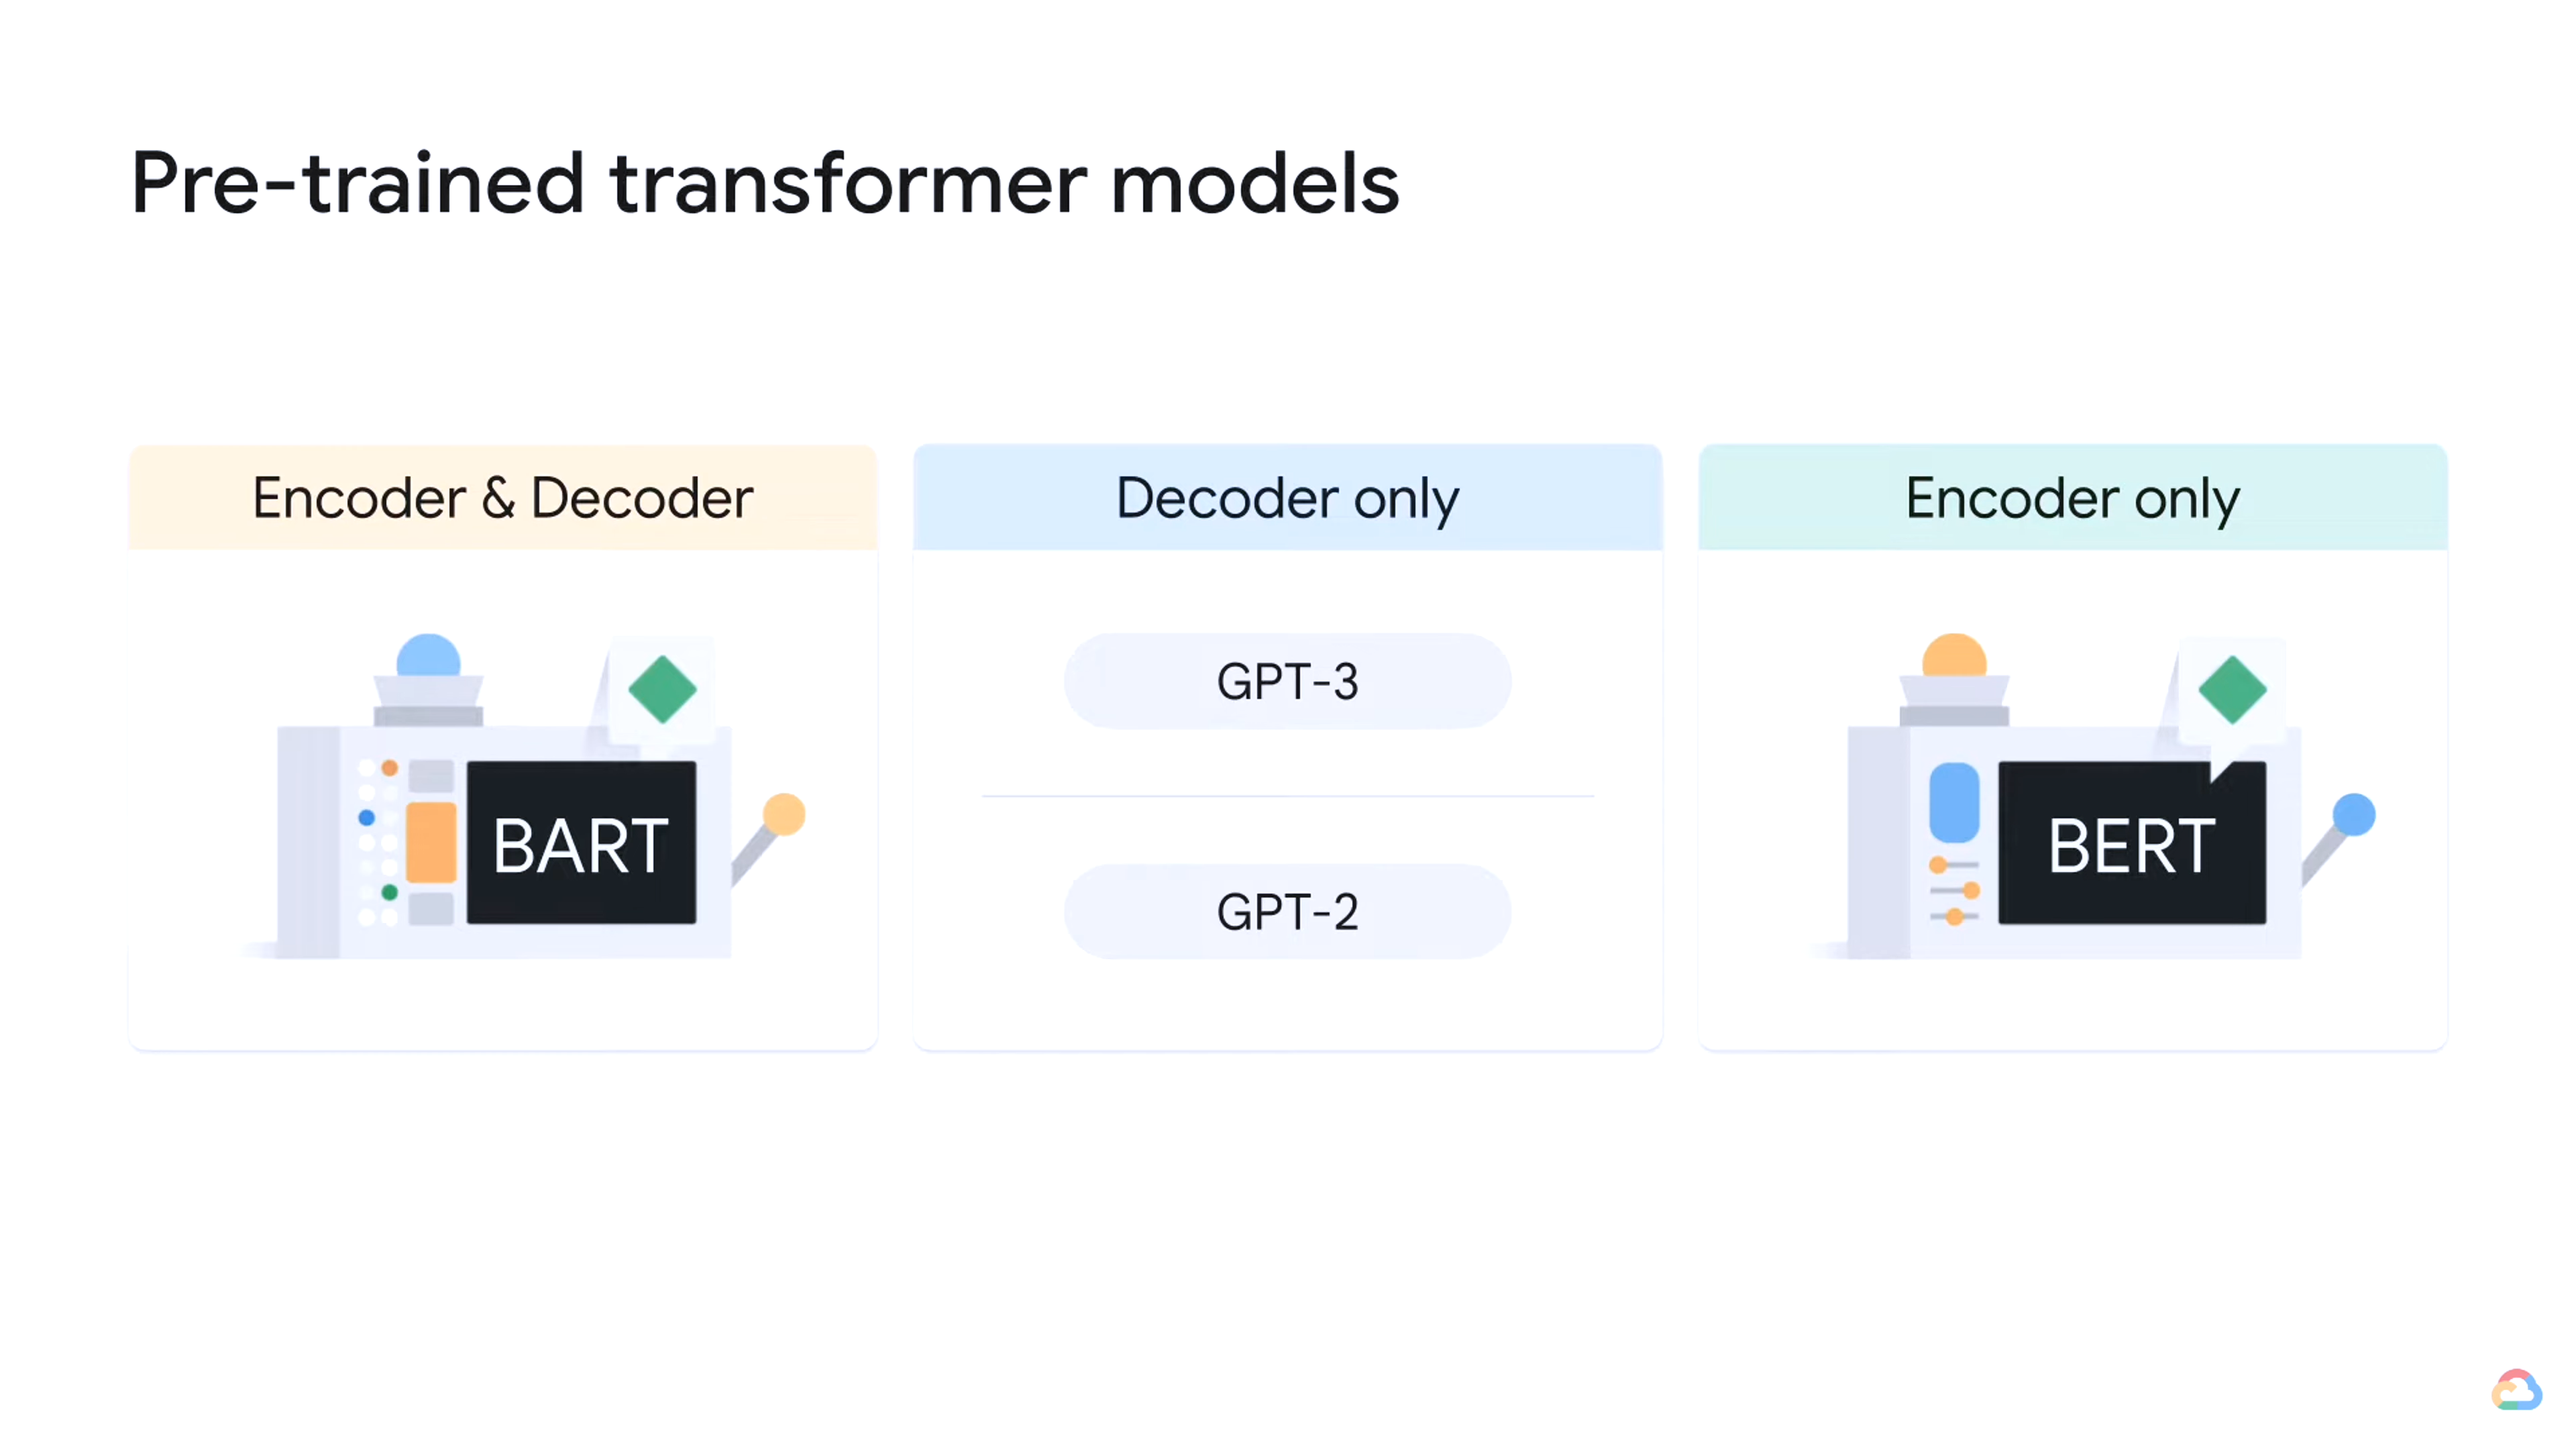 Pre-trained transformer models
Encoder & Decoder
BART
Decoder only
GPT-3
GPT-2
Encoder only
BERT